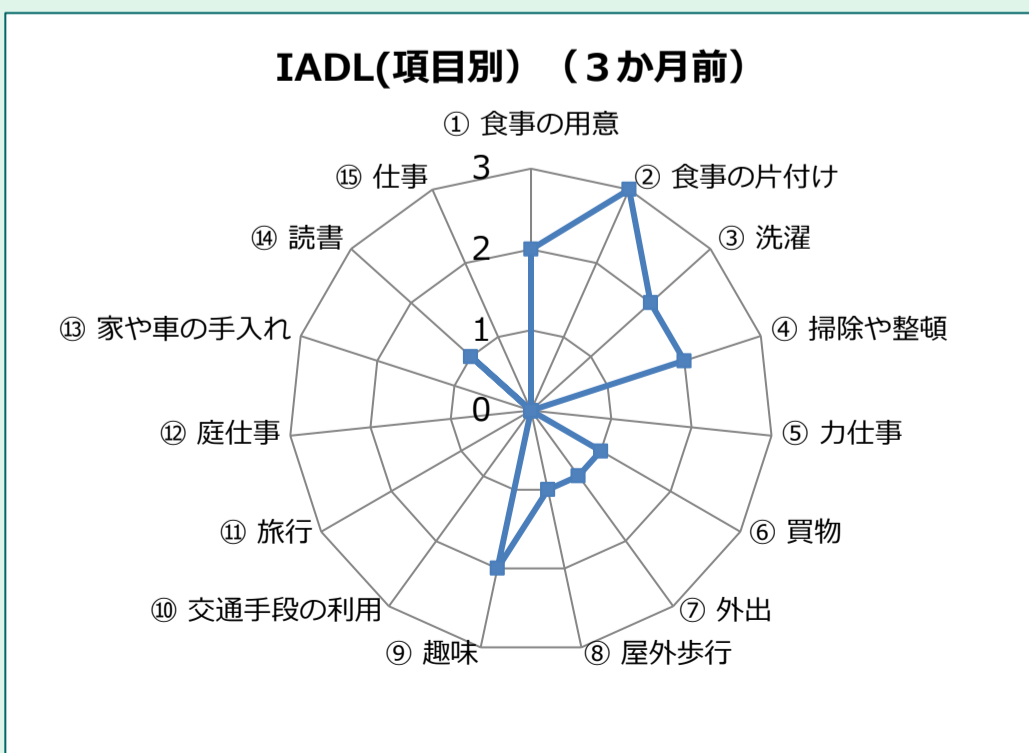 IADL(項目別）（３か月前）
① 食事の用意
② 食事の片付け
③ 洗濯
④ 掃除や整頓
⑤ 力仕事
⑥ 買物
⑦ 外出
⑧ 屋外歩行
⑨ 趣味
⑩ 交通手段の利用
⑪ 旅行
⑫ 庭仕事
⑬ 家や車の手入れ
⑭ 読書
⑮ 仕事
3
2
1
0